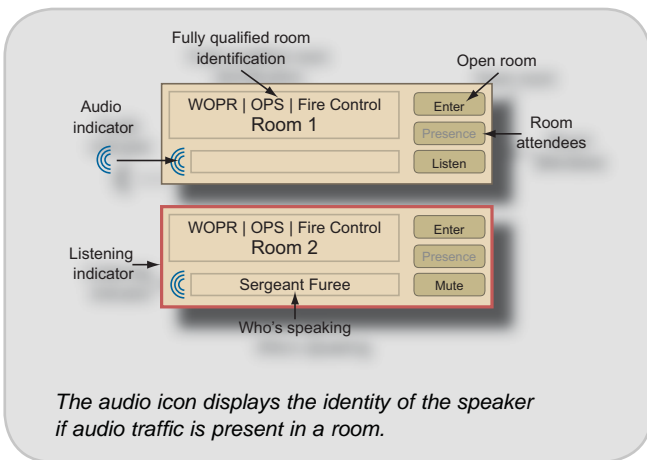 Fully qualified room
identification
Open room
WOPR | OPS | Fire Control
Room 1
Enter
Presence
Listen
Audio
indicator
Room
attendees
WOPR | OPS | Fire Control
Room 2
Enter
Presence
Mute
Listening
indicator
Sergeant Furee
Who's speaking
The audio icon displays the identity of the speaker
if audio traffic is present in a room.